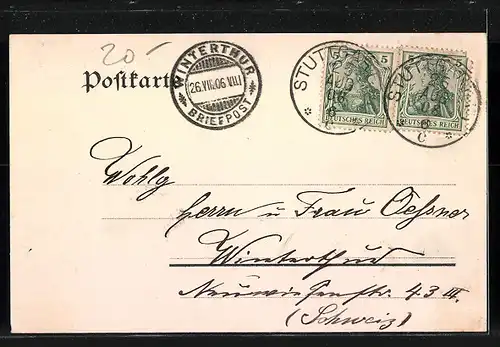 20-
Postkarte
WINTERTHUR
26.VIII.06 VIII
BRIEFPOST
STUTTGART
5
DEUTSCHES REICH
STUTTGART
DEUTSCHES REICH
C
Wohlg
Herrn u Frau Oessner
Winterthur
Neuwiesenstr. 43 III.
(Schweiz)